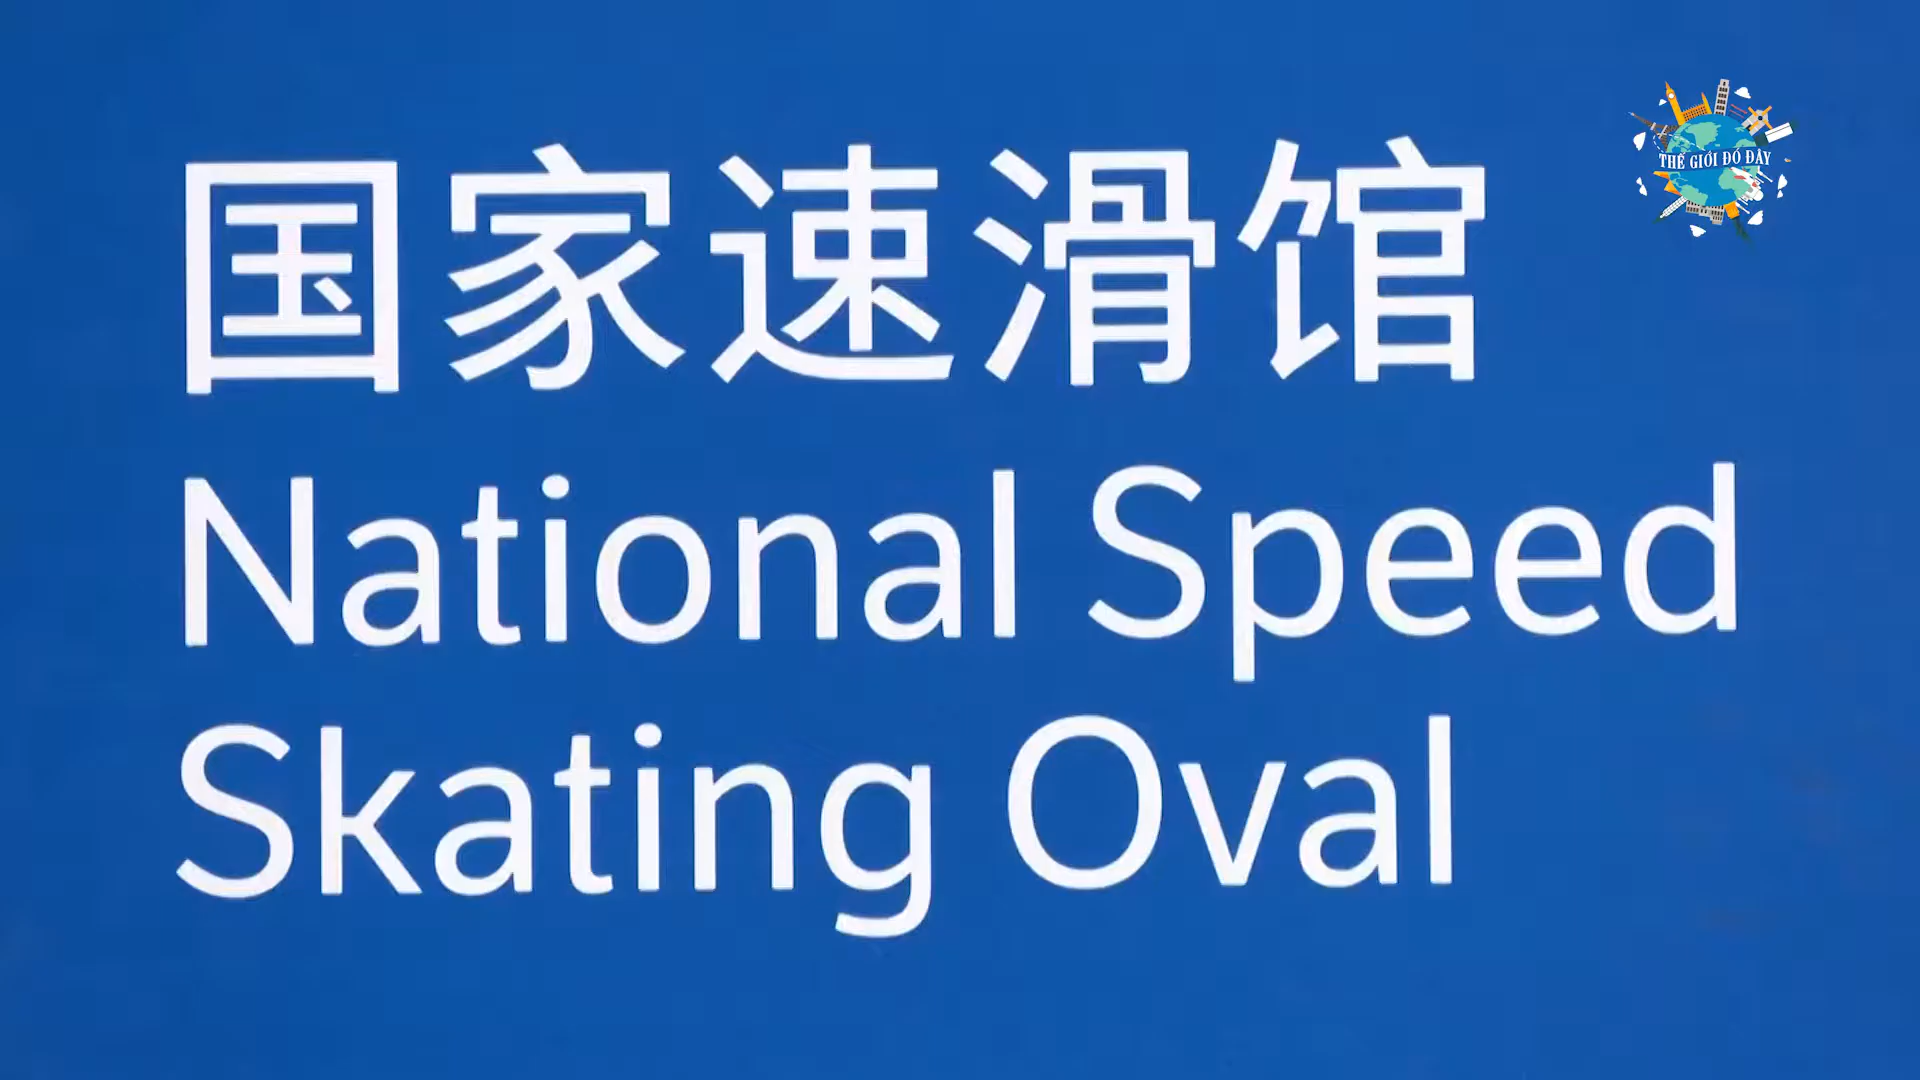 国家速滑馆
National Speed
Skating Oval
THẾ GIỚI ĐÓ ĐÂY